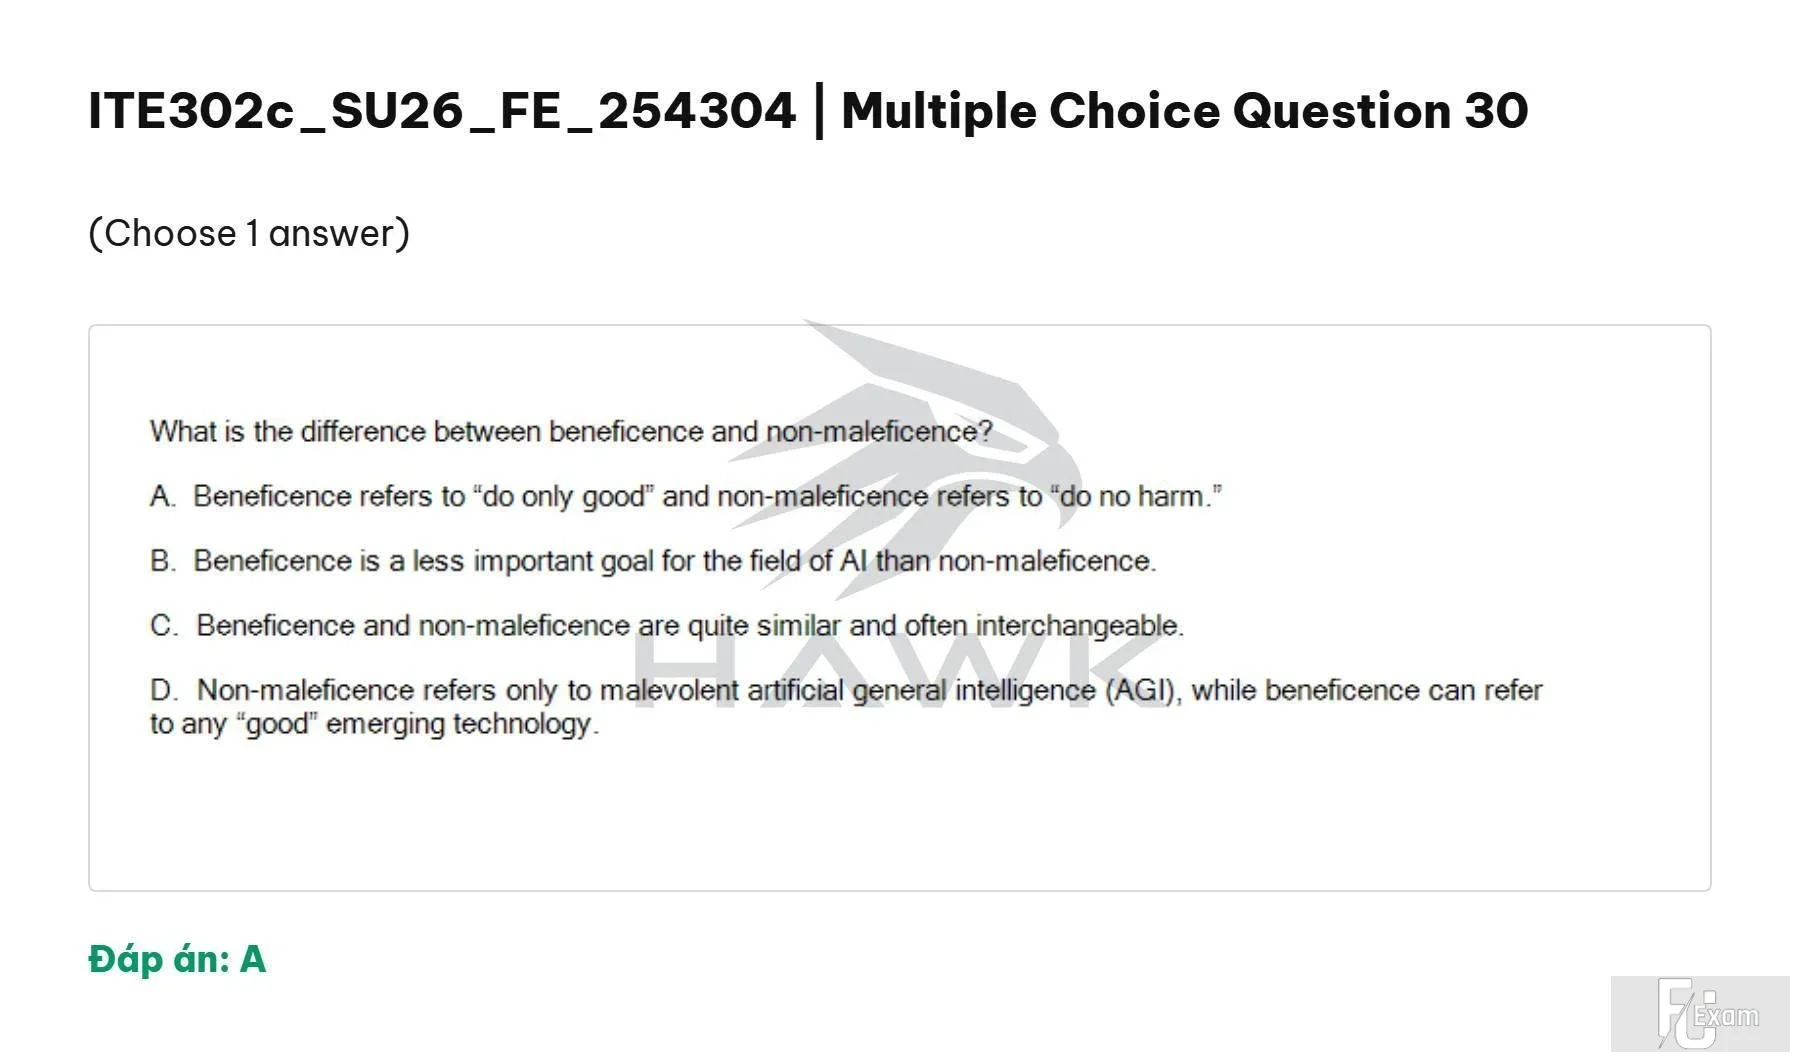 ITE302c_SU26_FE_254304 | Multiple Choice Question 30
(Choose 1 answer)
What is the difference between beneficence and non-maleficence?
A. Beneficence refers to “do only good” and non-maleficence refers to “do no harm.”
B. Beneficence is a less important goal for the field of AI than non-maleficence.
C. Beneficence and non-maleficence are quite similar and often interchangeable.
D. Non-maleficence refers only to malevolent artificial general intelligence (AGI), while beneficence can refer
to any “good” emerging technology.
HAWK
Đáp án: A
FC Exam